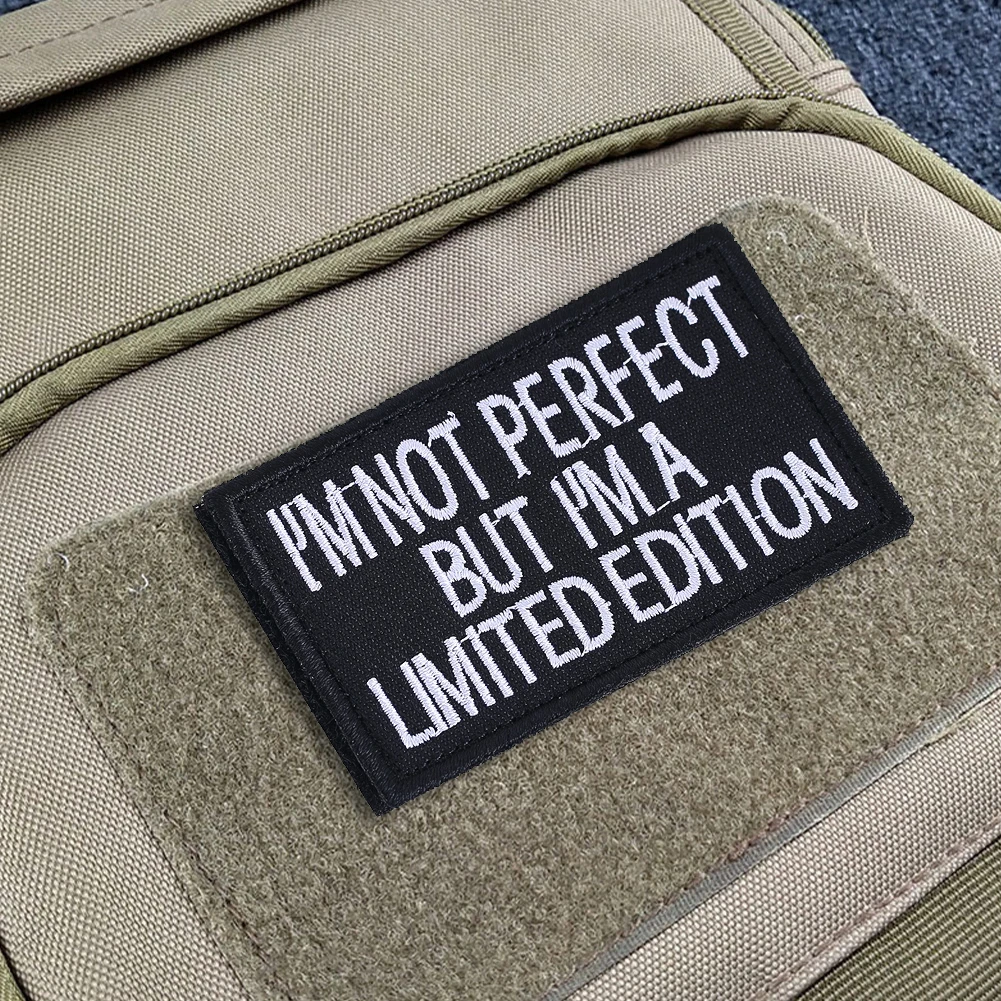 I'M NOT PERFECT
BUT I'M A
LIMITED EDITION